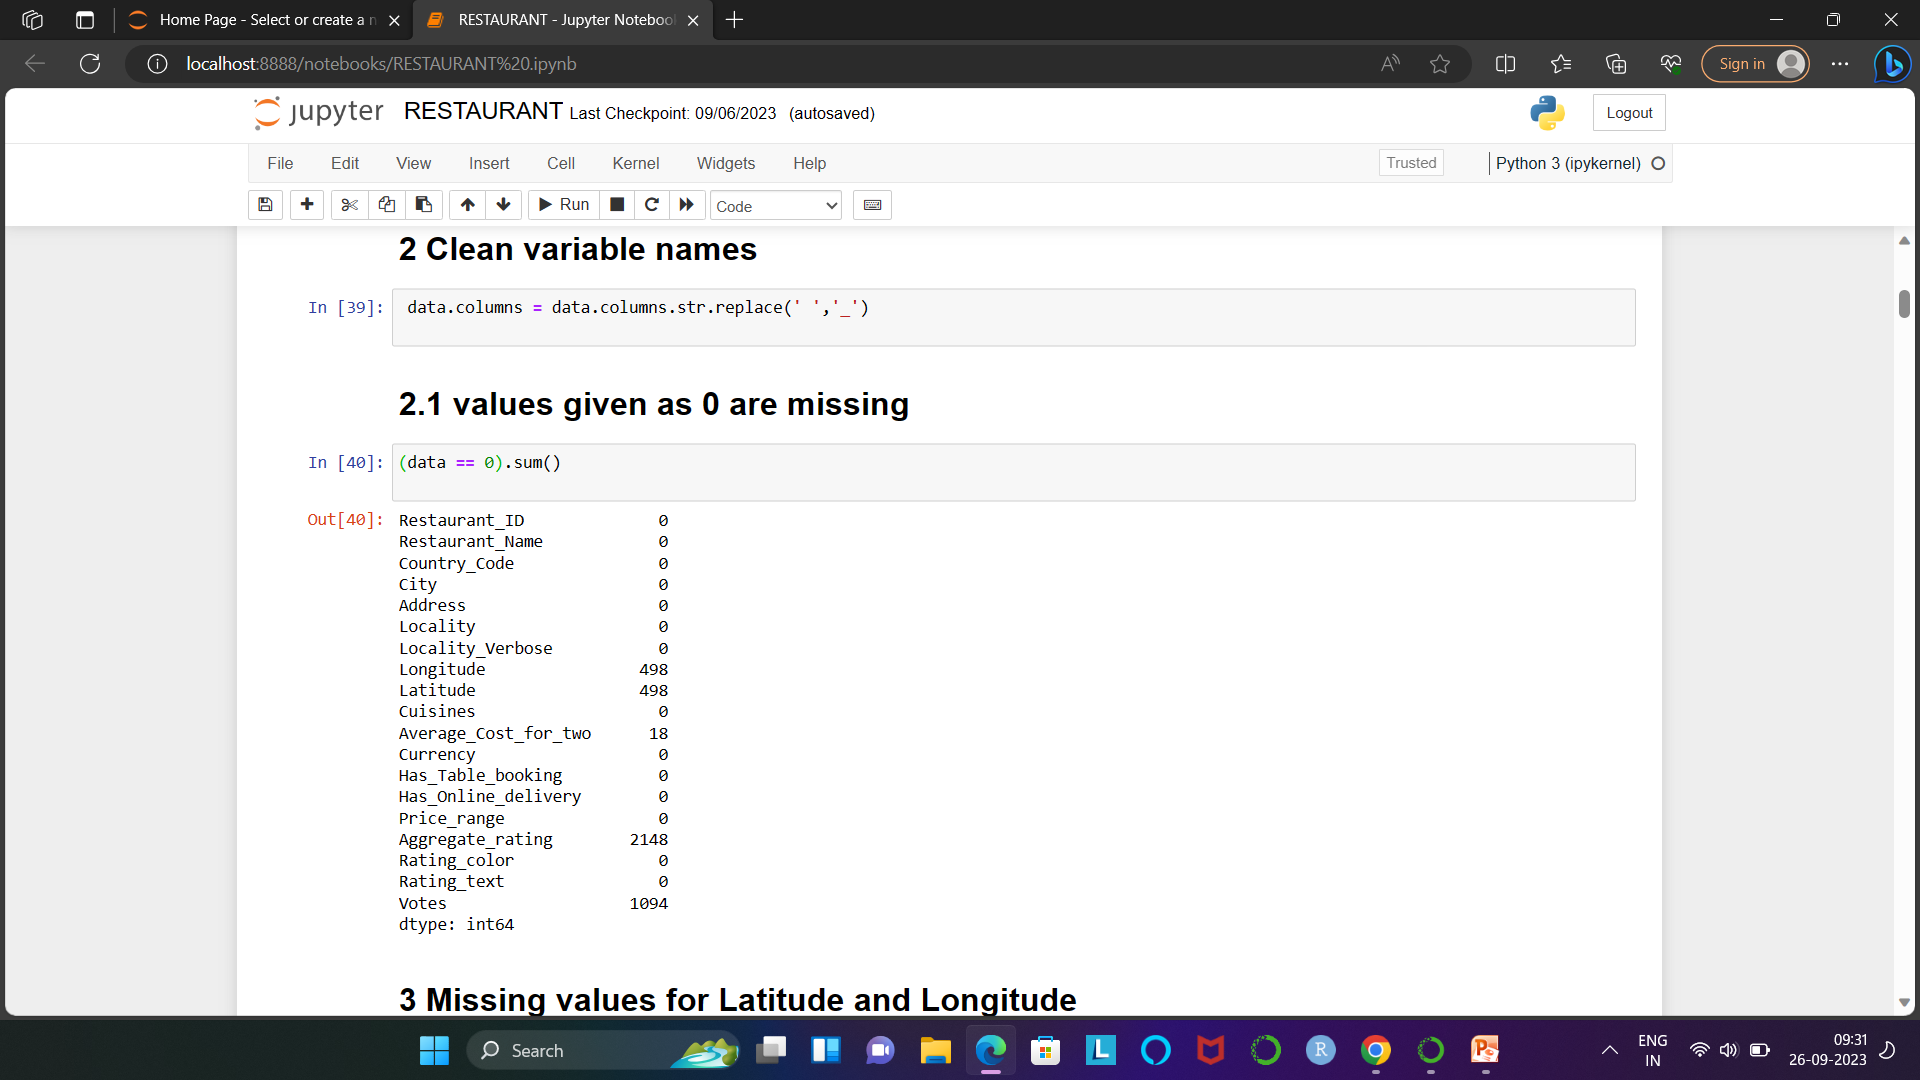 Home Page - Select or create a n
RESTAURANT - Jupyter Noteboo
localhost:8888/notebooks/RESTAURANT%20.ipynb
Sign in
jupyter RESTAURANT Last Checkpoint: 09/06/2023 (autosaved)
Logout
File Edit View Insert Cell Kernel Widgets Help
Trusted
Python 3 (ipykernel)
Run
Code
2 Clean variable names
In [39]: data.columns = data.columns.str.replace(' ','_')
2.1 values given as 0 are missing
In [40]: (data == 0).sum()
Out[40]: Restaurant_ID 0
Restaurant_Name 0
Country_Code 0
City 0
Address 0
Locality 0
Locality_Verbose 0
Longitude 498
Latitude 498
Cuisines 0
Average_Cost_for_two 18
Currency 0
Has_Table_booking 0
Has_Online_delivery 0
Price_range 0
Aggregate_rating 2148
Rating_color 0
Rating_text 0
Votes 1094
dtype: int64
3 Missing values for Latitude and Longitude
Search
L
R
P
ENG
IN
09:31
26-09-2023